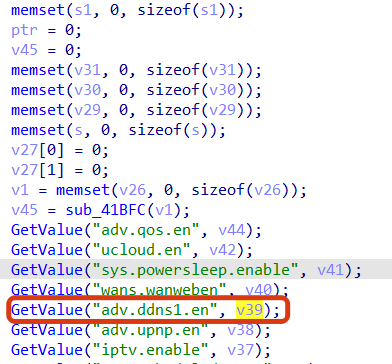 memset(s1, 0, sizeof(s1));
ptr = 0;
v45 = 0;
memset(v31, 0, sizeof(v31));
memset(v30, 0, sizeof(v30));
memset(v29, 0, sizeof(v29));
memset(s, 0, sizeof(s));
v27[0] = 0;
v27[1] = 0;
v1 = memset(v26, 0, sizeof(v26));
v45 = sub_41BFC(v1);
GetValue("adv.qos.en", v44);
GetValue("ucloud.en", v42);
GetValue("sys.powersleep.enable", v41);
GetValue("wans.wanweben", v40);
GetValue("adv.ddns1.en", v39);
GetValue("adv.upnp.en", v38);
GetValue("iptv.enable", v37);